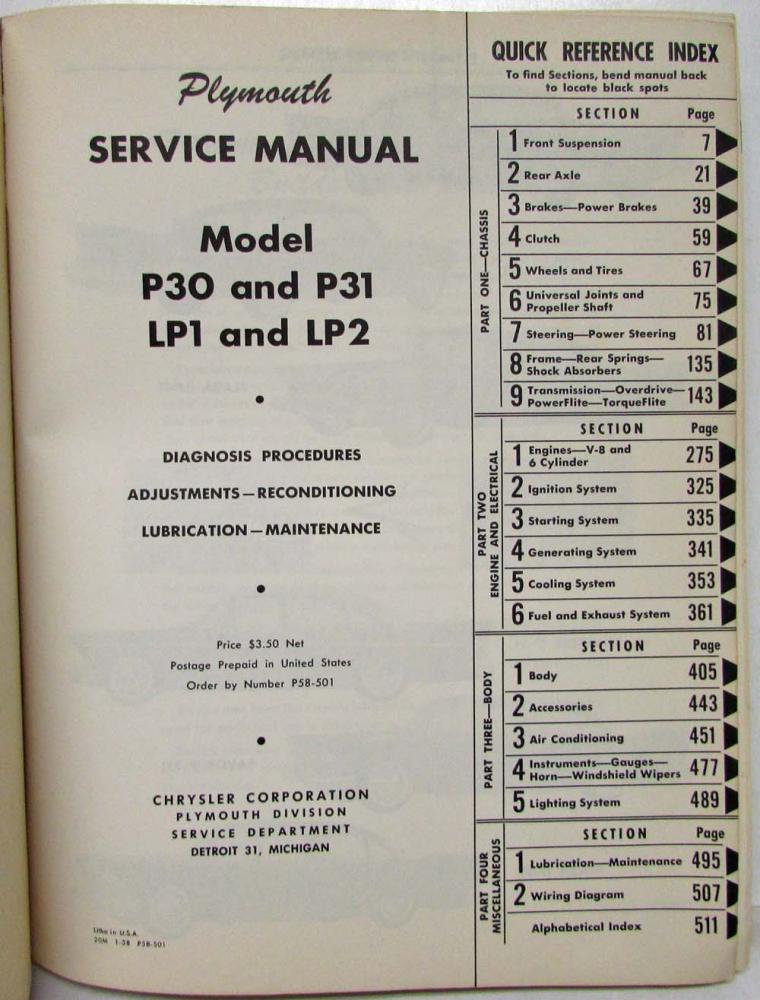 Plymouth
SERVICE MANUAL
Model
P30 and P31
LP1 and LP2
DIAGNOSIS PROCEDURES
ADJUSTMENTS—RECONDITIONING
LUBRICATION—MAINTENANCE
Price $3.50 Net
Postage Prepaid in United States
Order by Number P58-501
CHRYSLER CORPORATION
PLYMOUTH DIVISION
SERVICE DEPARTMENT
DETROIT 31, MICHIGAN
Litho in U.S.A.
20M 1-58 P58-501
QUICK REFERENCE INDEX
To find Sections, bend manual back
to locate black spots
PART ONE—CHASSIS
SECTION Page
1 Front Suspension 7
2 Rear Axle 21
3 Brakes—Power Brakes 39
4 Clutch 59
5 Wheels and Tires 67
6 Universal Joints and
Propeller Shaft 75
7 Steering—Power Steering 81
8 Frame—Rear Springs—
Shock Absorbers 135
9 Transmission—Overdrive—
PowerFlite—TorqueFlite 143
PART TWO
ENGINE AND ELECTRICAL
SECTION Page
1 Engines—V-8 and
6 Cylinder 275
2 Ignition System 325
3 Starting System 335
4 Generating System 341
5 Cooling System 353
6 Fuel and Exhaust System 361
PART THREE—BODY
SECTION Page
1 Body 405
2 Accessories 443
3 Air Conditioning 451
4 Instruments—Gauges—
Horn—Windshield Wipers 477
5 Lighting System 489
PART FOUR
MISCELLANEOUS
SECTION Page
1 Lubrication—Maintenance 495
2 Wiring Diagram 507
Alphabetical Index 511